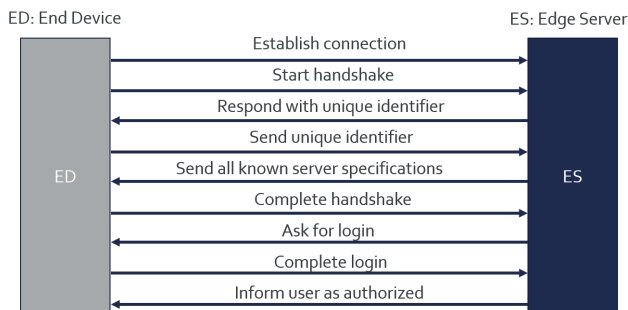 ED: End Device
ES: Edge Server
Establish connection
Start handshake
Respond with unique identifier
Send unique identifier
Send all known server specifications
ED
ES
Complete handshake
Ask for login
Complete login
Inform user as authorized